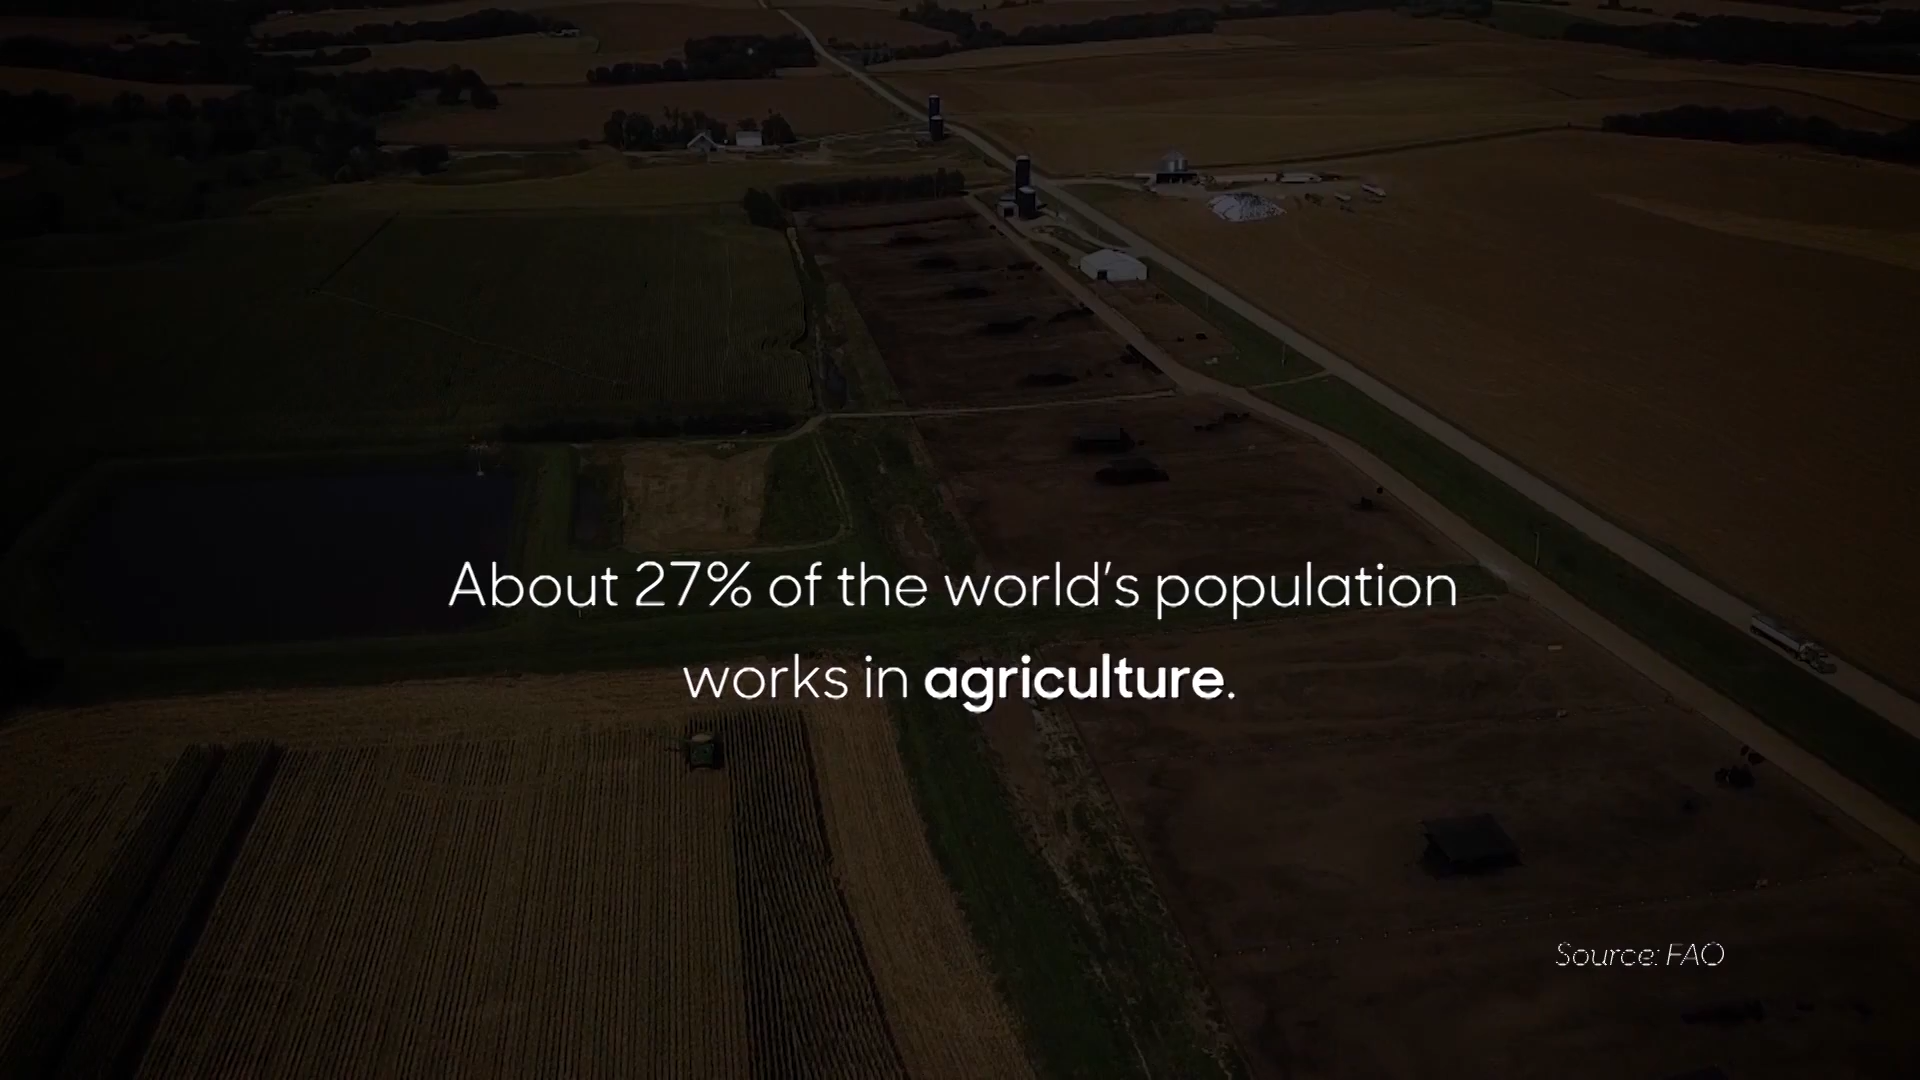 About 27% of the world's population
works in agriculture.
Source: FAO